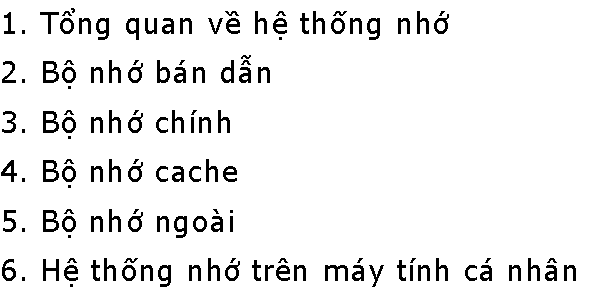 1. Tổng quan về hệ thống nhớ
2. Bộ nhớ bán dẫn
3. Bộ nhớ chính
4. Bộ nhớ cache
5. Bộ nhớ ngoài
6. Hệ thống nhớ trên máy tính cá nhân